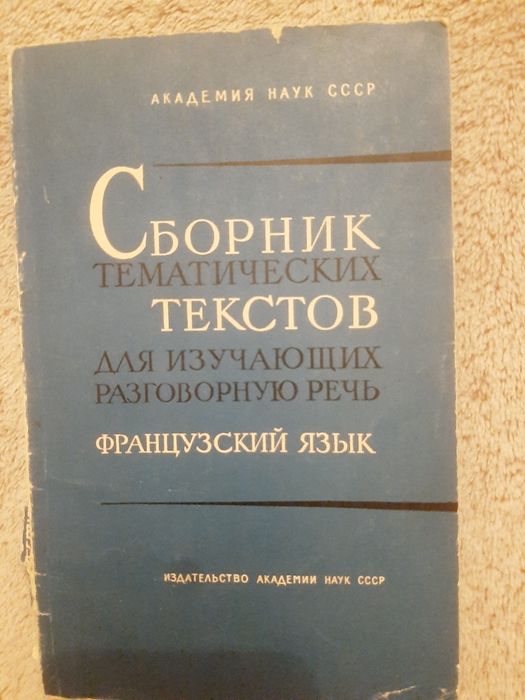 АКАДЕМИЯ НАУК СССР
СБОРНИК
ТЕМАТИЧЕСКИХ
ТЕКСТОВ
ДЛЯ ИЗУЧАЮЩИХ
РАЗГОВОРНУЮ РЕЧЬ
ФРАНЦУЗСКИЙ ЯЗЫК
ИЗДАТЕЛЬСТВО АКАДЕМИИ НАУК СССР